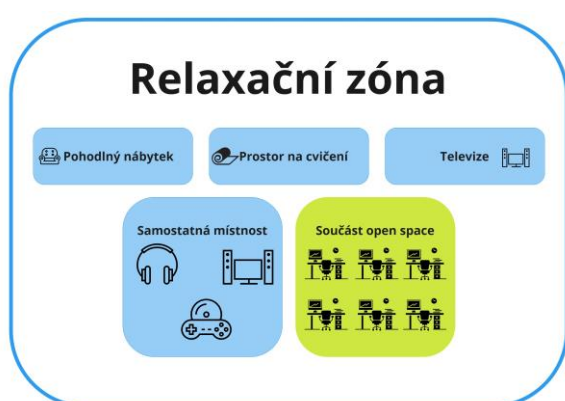 Relaxační zóna
Pohodlný nábytek
Prostor na cvičení
Televize
Samostatná místnost
Součást open space